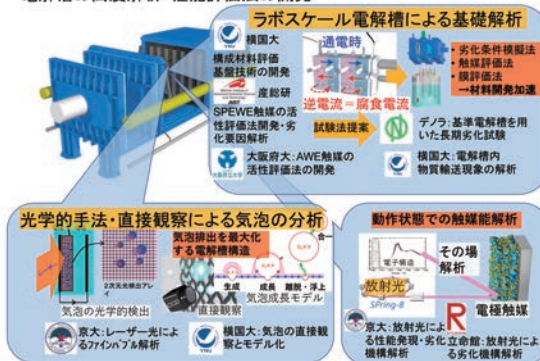 ラボスケール電解槽による基礎解析
横国大
構成材料評価
基盤技術の開発
産総研
SPEWE触媒の活
性評価法開発・劣
化要因解析
大阪府大:AWE触媒の
活性評価法の開発
通電時
逆電流=腐食電流
試験法提案
・劣化条件模擬法
・触媒評価法
・膜評価法
→材料開発加速
デノラ:基準電解槽を用
いた長期劣化試験
横国大:電解槽内
物質輸送現象の解析
光学的手法・直接観察による気泡の分析
気泡排出を最大化
する電解槽構造
2次元光検出アレ
イ
気泡の光学的検出
直接観察
生成
成長
離脱・浮上
気泡成長モデル
京大:レーザー光によ
るファインバブル解析
横国大:気泡の直接観
察とモデル化
動作状態での触媒能解析
電子構造
その場
解析
放射光
SPring-8
電極触媒
京大:放射光によ
る性能発現・劣化
機構解析
立命館:放射光によ
る劣化機構解析